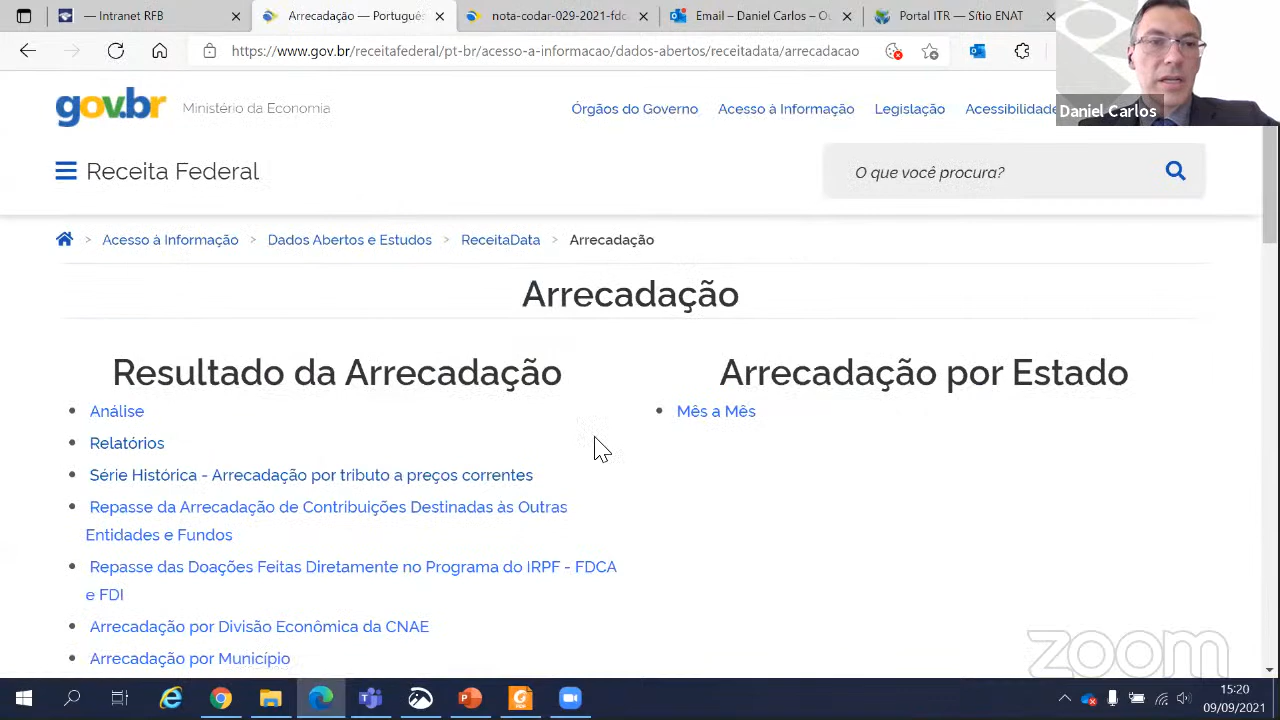 — Intranet RFB
Arrecadação — Português
nota-codar-029-2021-fdc
Email – Daniel Carlos – O
Portal ITR — Sítio ENAT
https://www.gov.br/receitafederal/pt-br/acesso-a-informacao/dados-abertos/receitadata/arrecadacao
gov.br
Ministério da Economia
Órgãos do Governo
Acesso à Informação
Legislação
Acessibilidade
Daniel Carlos
Receita Federal
O que você procura?
Acesso à Informação > Dados Abertos e Estudos > ReceitaData > Arrecadação
Arrecadação
Resultado da Arrecadação
Análise
Relatórios
Série Histórica - Arrecadação por tributo a preços correntes
Repasse da Arrecadação de Contribuições Destinadas às Outras
Entidades e Fundos
Repasse das Doações Feitas Diretamente no Programa do IRPF - FDCA
e FDI
Arrecadação por Divisão Econômica da CNAE
Arrecadação por Município
Arrecadação por Estado
Mês a Mês
zoom
15:20
09/09/2021